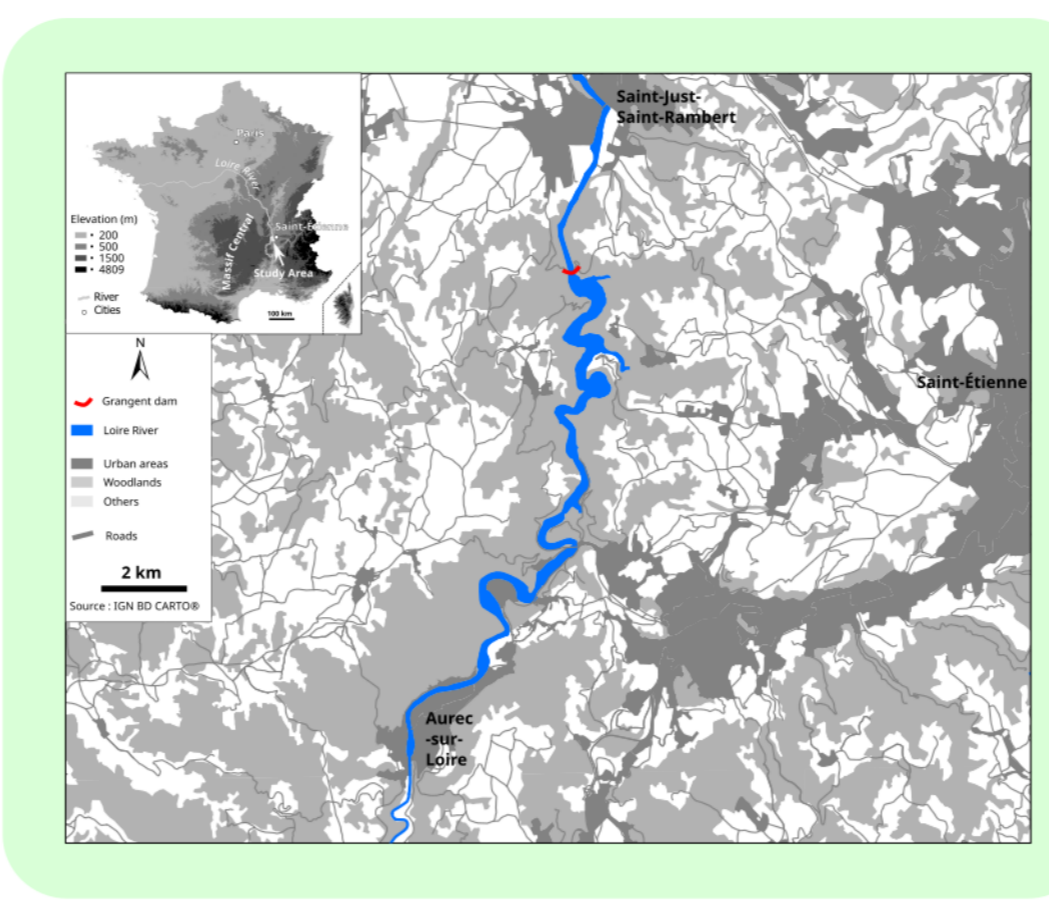 Paris
Loire River
Elevation (m)
200
500
1500
4809
River
Cities
Massif Central
Saint-Étienne
Study Area
100 km
N
Grangent dam
Loire River
Urban areas
Woodlands
Others
Roads
2 km
Source : IGN BD CARTO®
Saint-Just-
Saint-Rambert
Saint-Étienne
Aurec
-sur-
Loire